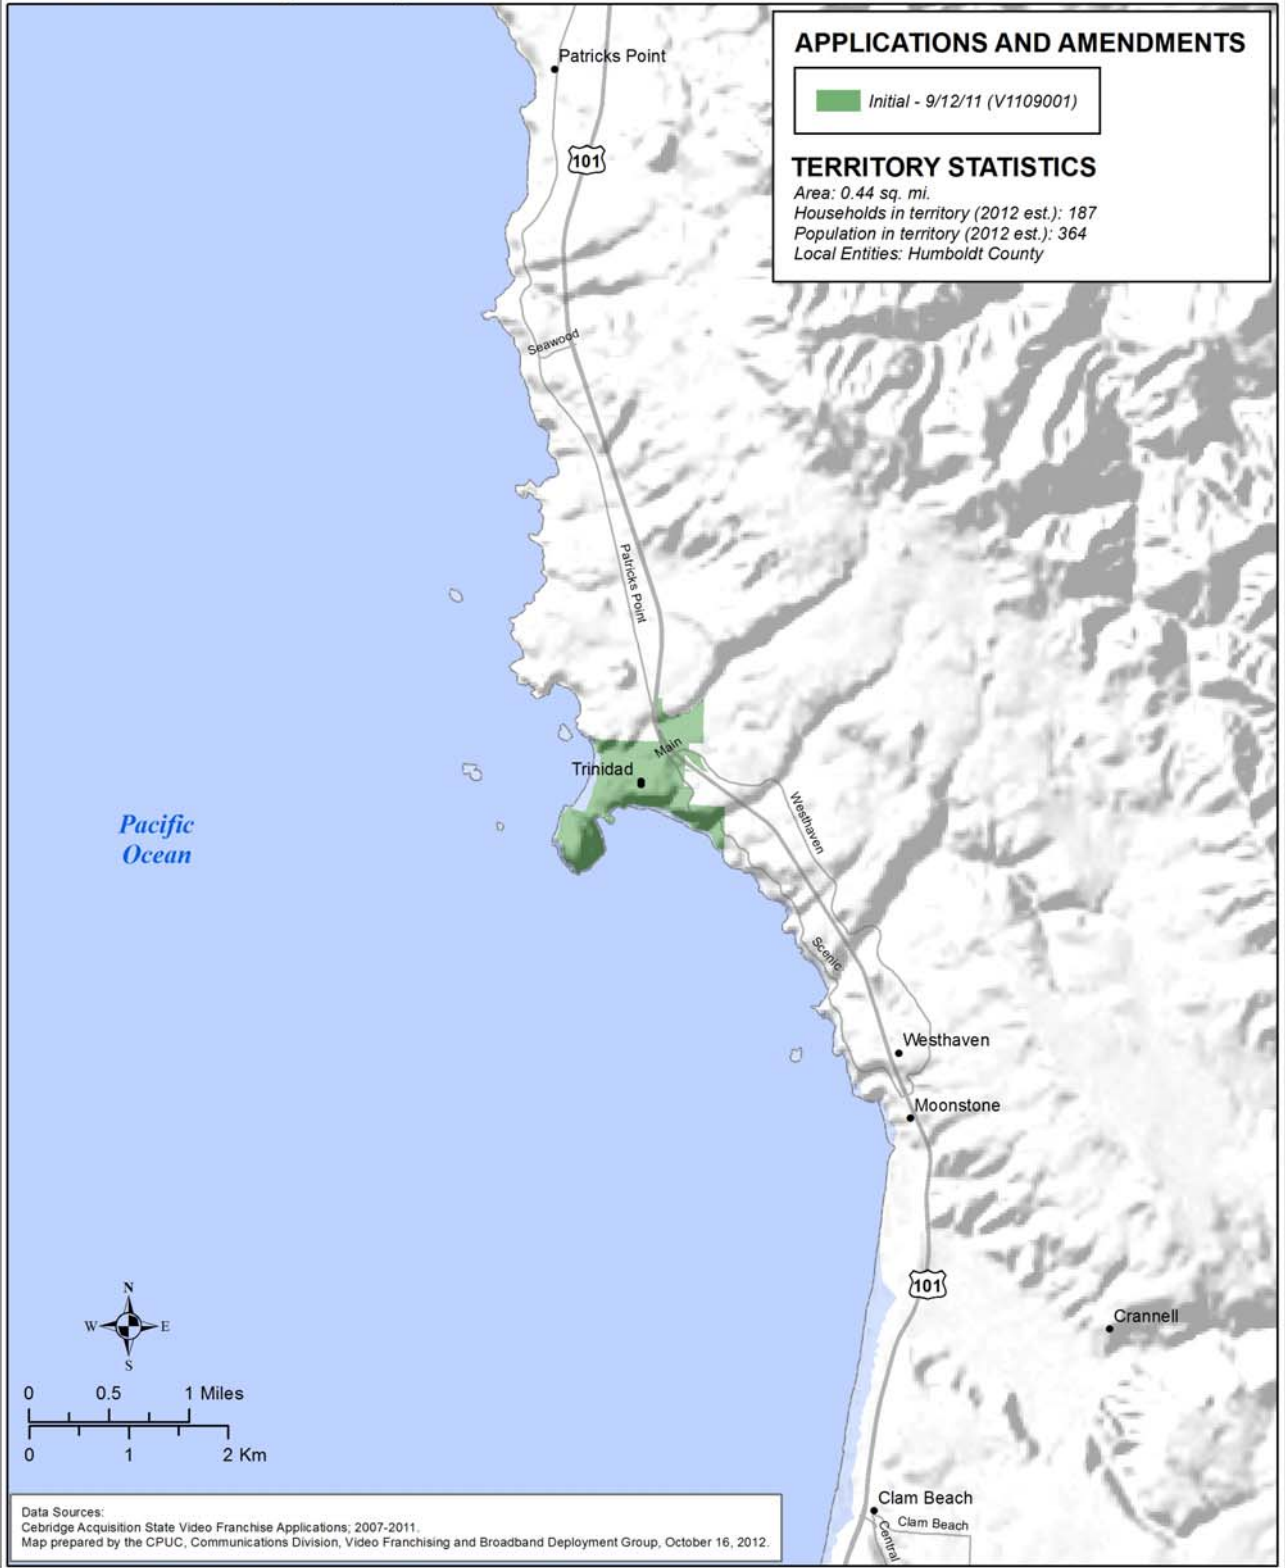 APPLICATIONS AND AMENDMENTS
Initial - 9/12/11 (V1109001)
TERRITORY STATISTICS
Area: 0.44 sq. mi.
Households in territory (2012 est.): 187
Population in territory (2012 est.): 364
Local Entities: Humboldt County
Patricks Point
101
Seawood
Patricks Point
Main
Trinidad
Westhaven
Pacific
Ocean
Scenic
Westhaven
Moonstone
101
Crannell
N
W E
S
0 0.5 1 Miles
0 1 2 Km
Clam Beach
Clam Beach
Central
Data Sources:
Cebridge Acquisition State Video Franchise Applications; 2007-2011.
Map prepared by the CPUC, Communications Division, Video Franchising and Broadband Deployment Group, October 16, 2012.